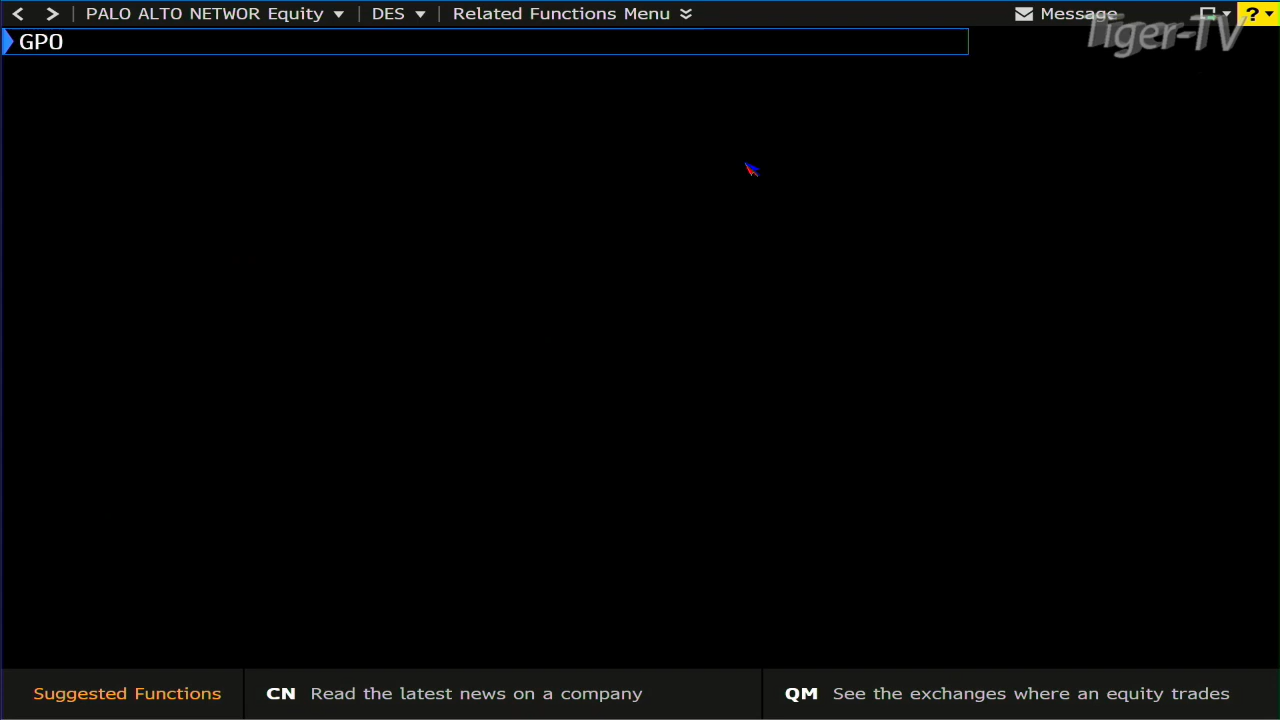 PALO ALTO NETWOR Equity DES Related Functions Menu Message ?
Tiger-TV
GPO
Suggested Functions CN Read the latest news on a company QM See the exchanges where an equity trades